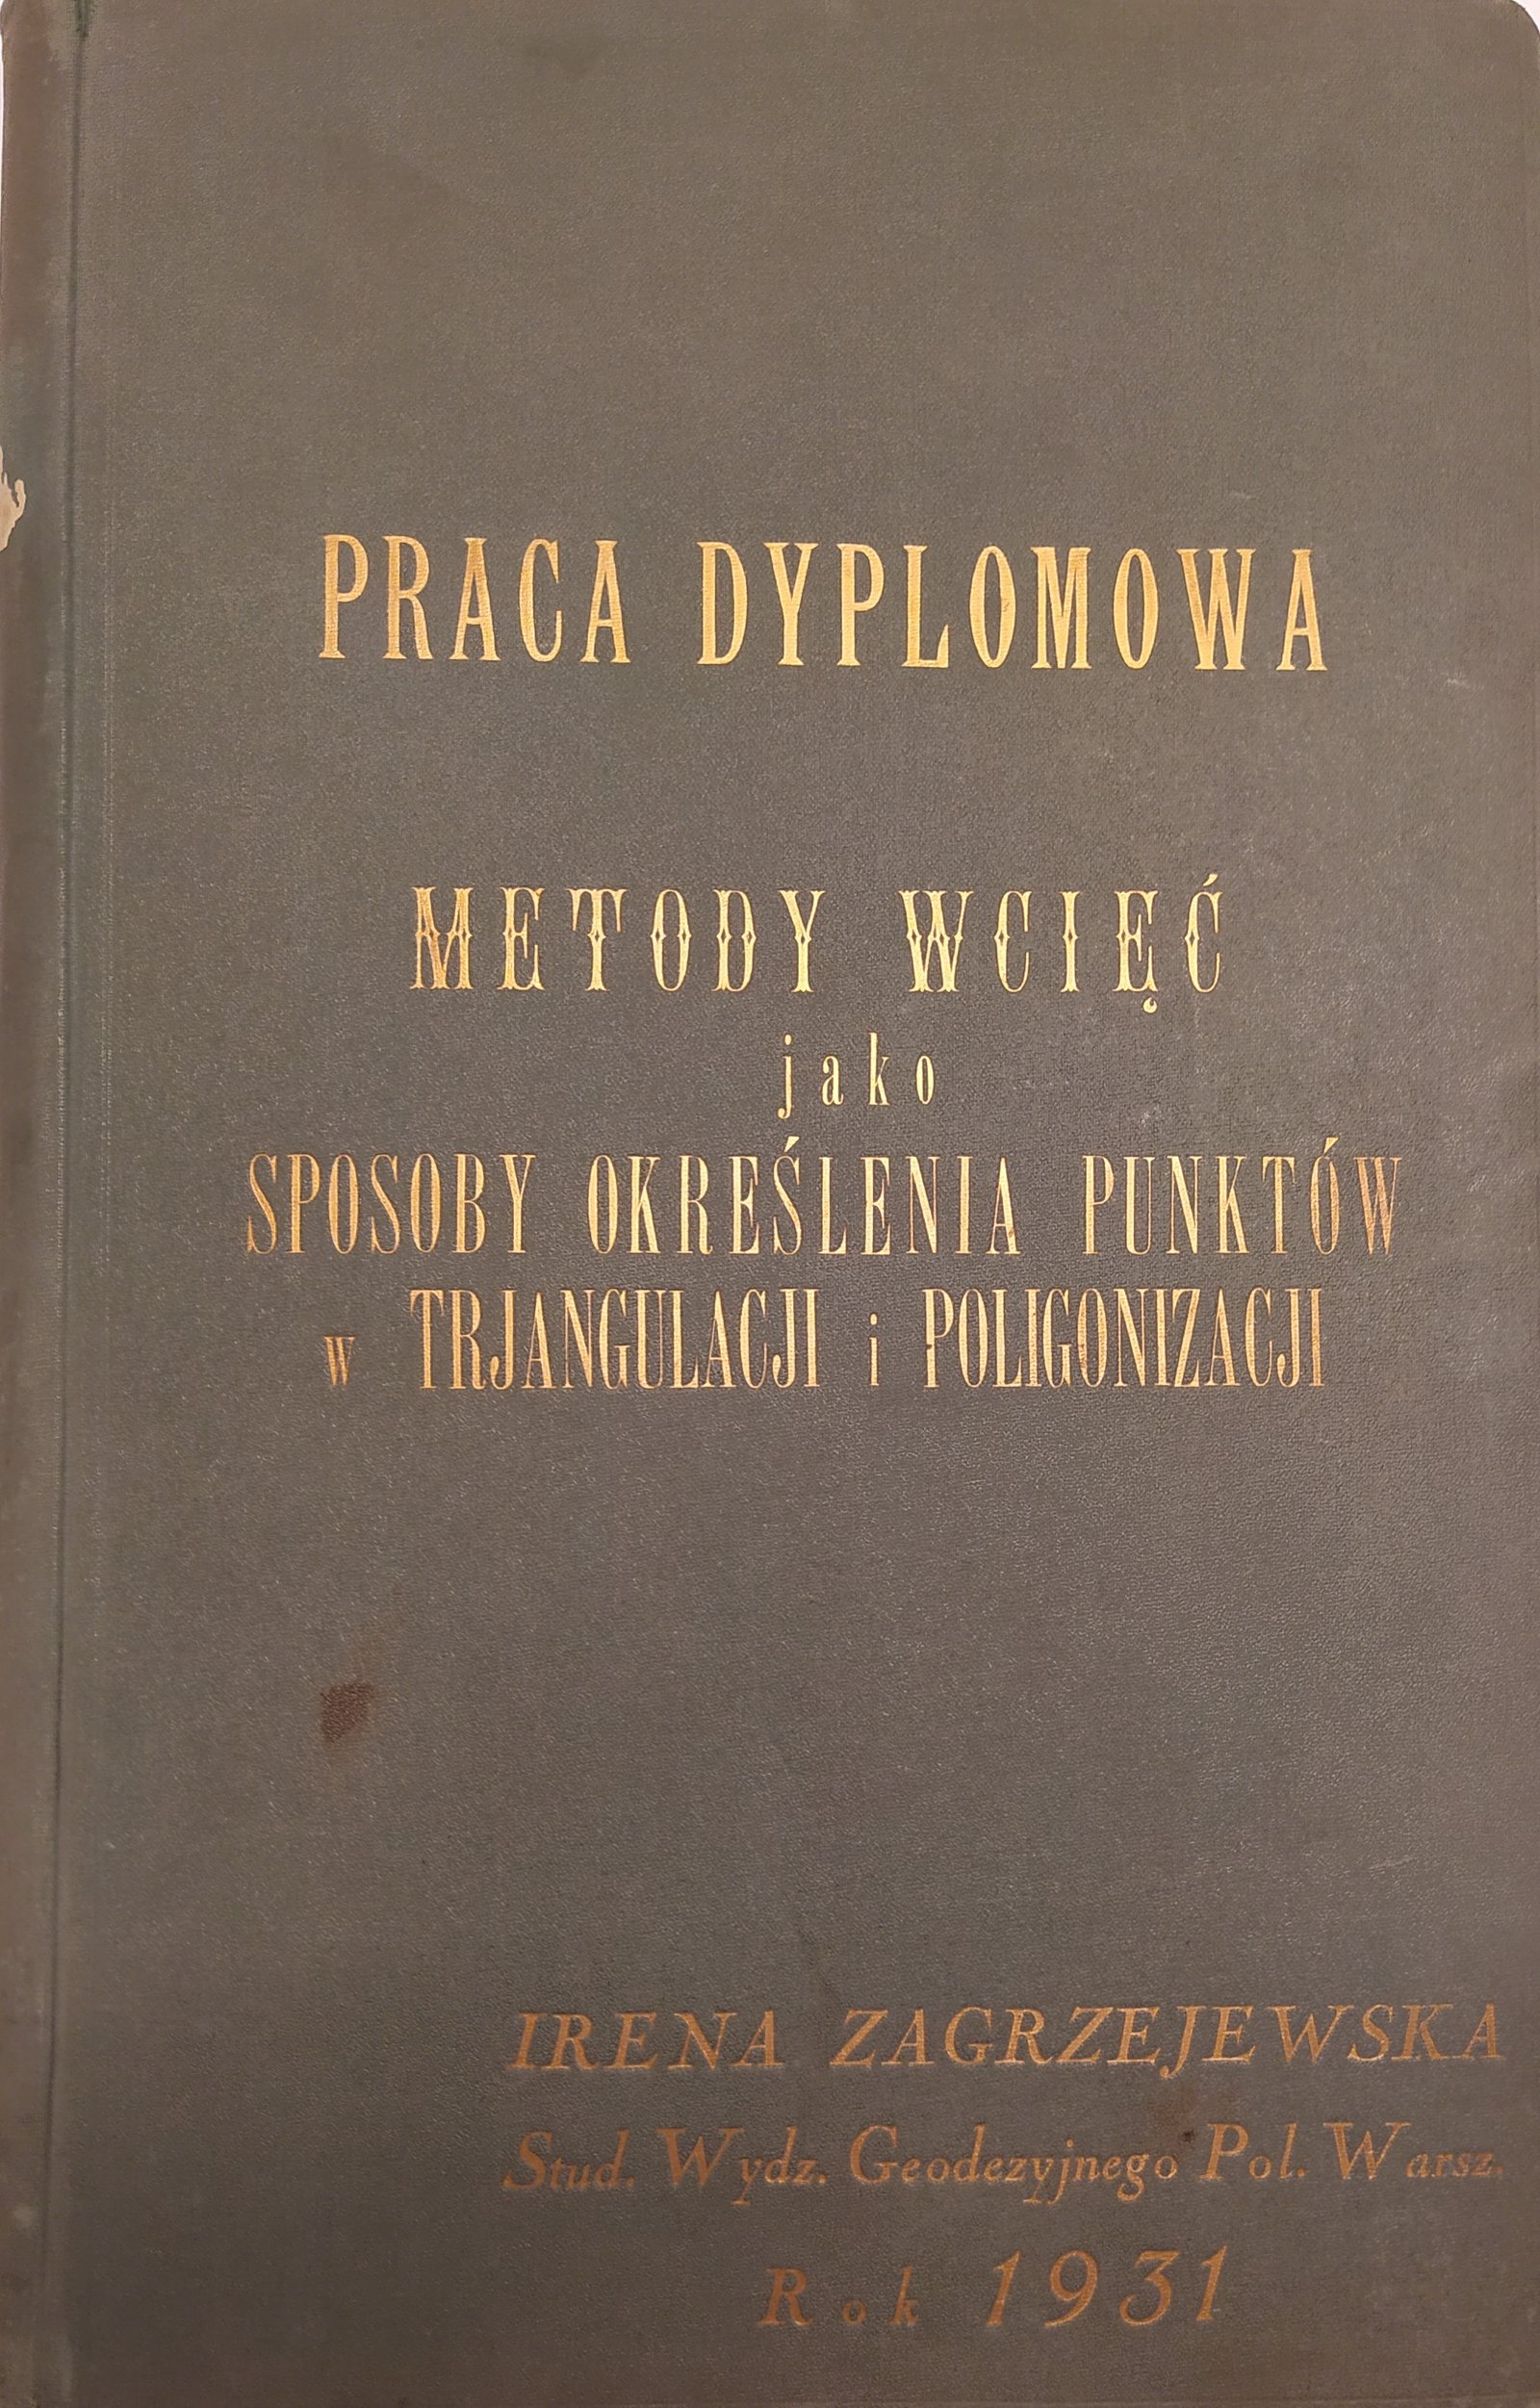 PRACA DYPLOMOWA
METODY WCIĘĆ
jako
SPOSOBY OKREŚLENIA PUNKTÓW
w TRJANGULACJI i POLIGONIZACJI
IRENA ZAGRZEJEWSKA
Stud. Wydz. Geodezyjnego Pol. Warsz.
Rok 1931